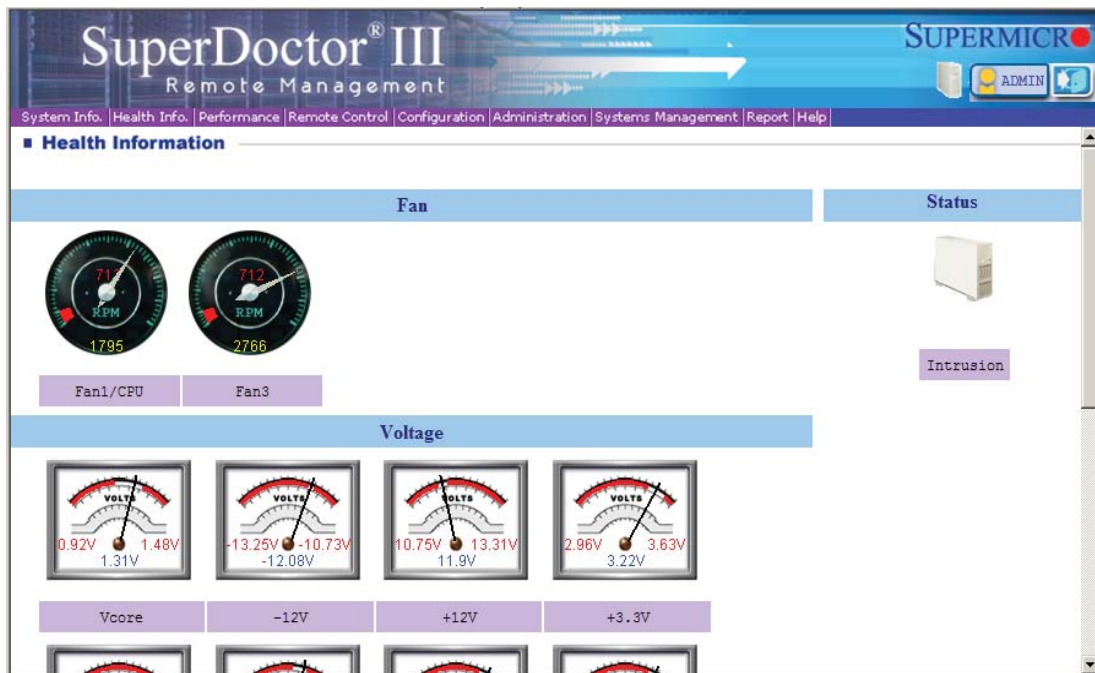 SuperDoctor® III
Remote Management
SUPERMICR
ADMIN
System Info. Health Info. Performance Remote Control Configuration Administration Systems Management Report Help
Health Information
Fan
Status
712
RPM
2766
RPM
1795
Fan1/CPU
Fan3
Intrusion
Voltage
VOLTS
0.92V 1.48V
1.31V
VOLTS
-13.25V -10.73V
-12.08V
VOLTS
10.75V 13.31V
11.9V
VOLTS
2.96V 3.63V
3.22V
Vcore
-12V
+12V
+3.3V